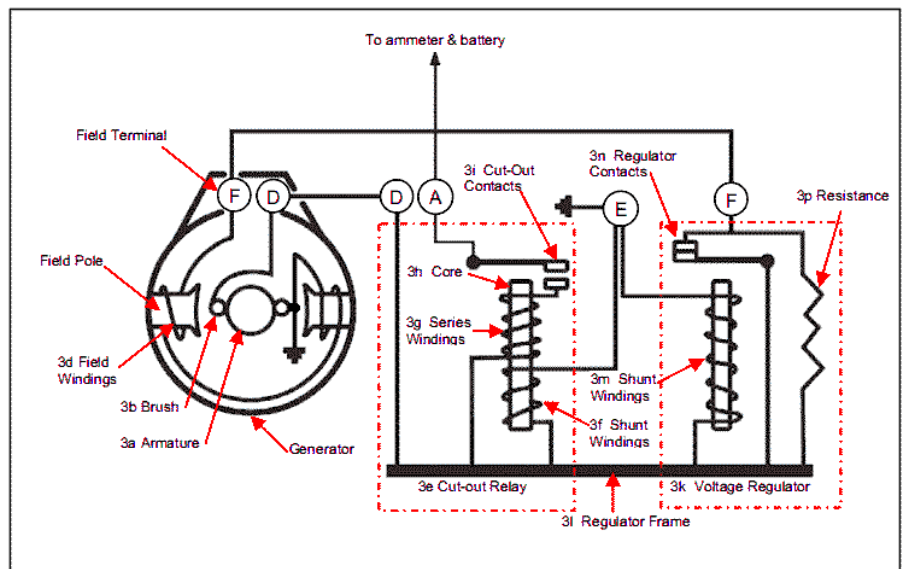 To ammeter & battery
Field Terminal
3i Cut-Out
Contacts
3n Regulator
Contacts
3p Resistance
F
D
D
A
E
F
Field Pole
3h Core
3g Series
Windings
3d Field
Windings
3m Shunt
Windings
3b Brush
3f Shunt
Windings
3a Armature
Generator
3e Cut-out Relay
3k Voltage Regulator
3l Regulator Frame